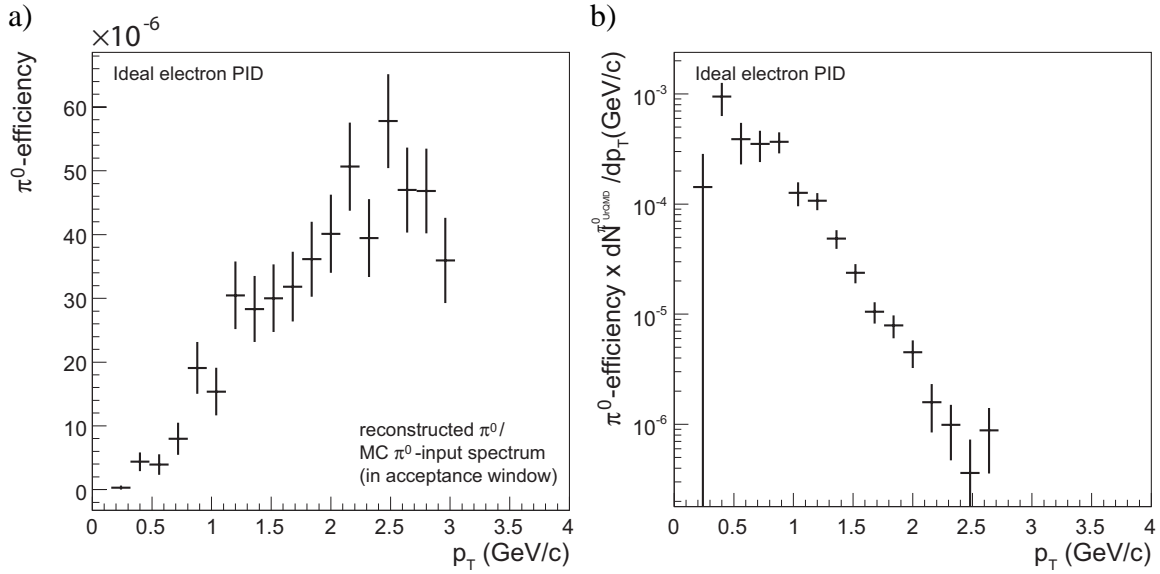 a)
×10⁻⁶
π⁰-efficiency
Ideal electron PID
60
50
40
30
20
10
0
reconstructed π⁰/
MC π⁰-input spectrum
(in acceptance window)
0 0.5 1 1.5 2 2.5 3 3.5 4
p_T (GeV/c)
b)
π⁰-efficiency x dN^π⁰_UrQMD/dp_T(GeV/c)
Ideal electron PID
10⁻³
10⁻⁴
10⁻⁵
10⁻⁶
0 0.5 1 1.5 2 2.5 3 3.5 4
p_T (GeV/c)